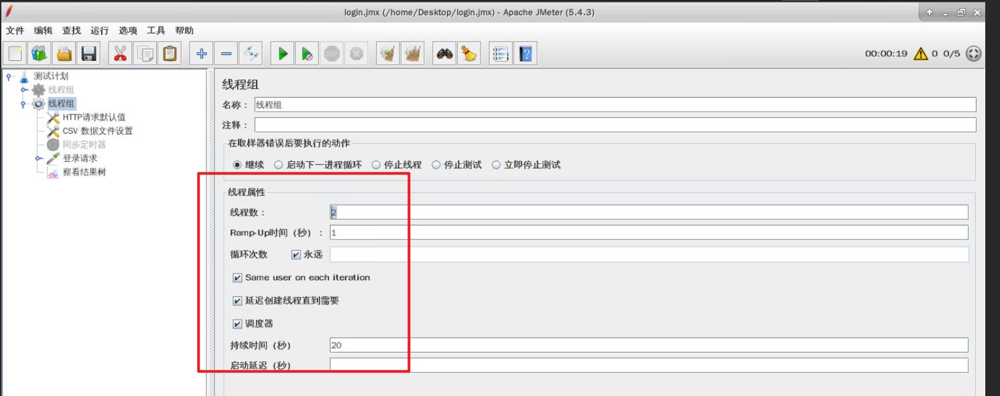 login.jmx (/home/Desktop/login.jmx) - Apache JMeter (5.4.3)
文件 编辑 查找 运行 选项 工具 帮助
00:00:19 0 0/5
测试计划
线程组
线程组
HTTP请求默认值
CSV 数据文件设置
同步定时器
登录请求
察看结果树
线程组
名称： 线程组
注释：
在取样器错误后要执行的动作
继续 启动下一进程循环 停止线程 停止测试 立即停止测试
线程属性
线程数： 2
Ramp-Up时间（秒）： 1
循环次数 永远
Same user on each iteration
延迟创建线程直到需要
调度器
持续时间（秒） 20
启动延迟（秒）